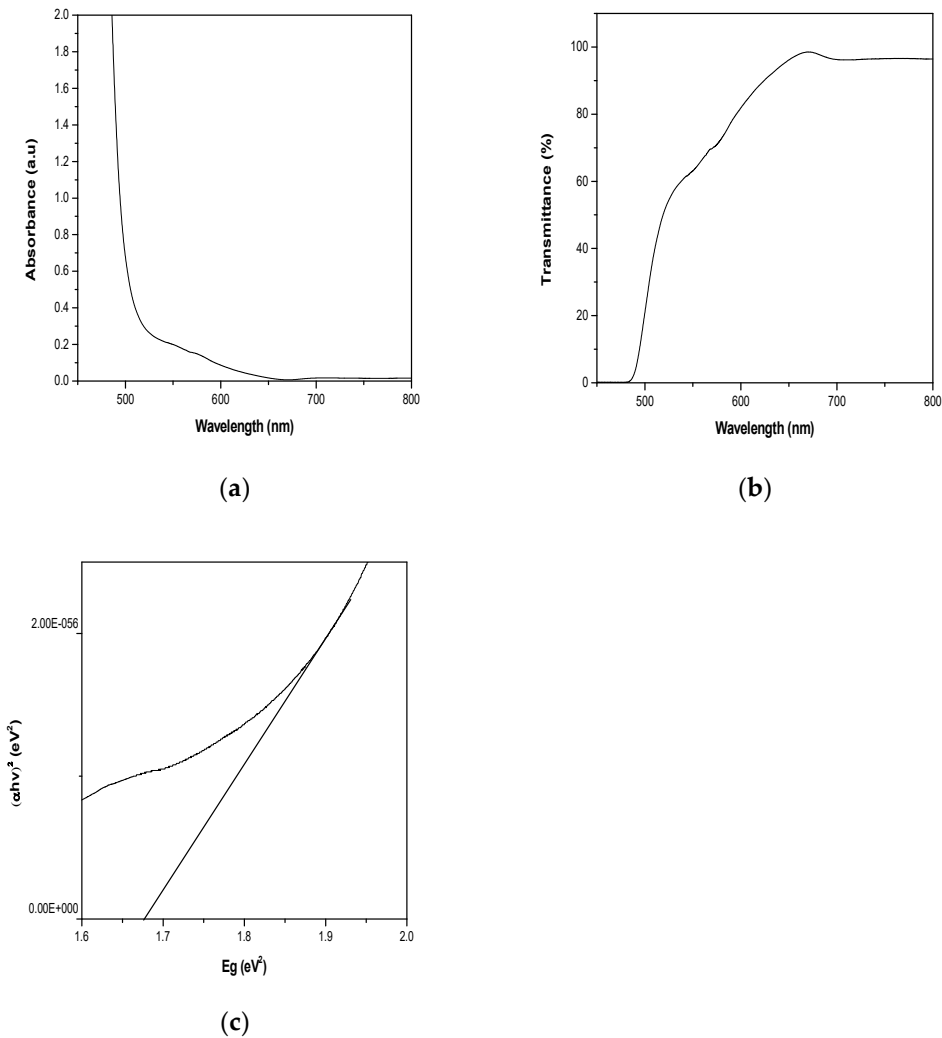 2.0
1.8
1.6
1.4
1.2
1.0
0.8
0.6
0.4
0.2
0.0
500 600 700 800
Absorbance (a.u)
Wavelength (nm)
(a)
100
80
60
40
20
0
500 600 700 800
Transmittance (%)
Wavelength (nm)
(b)
2.00E-056
0.00E+000
1.6 1.7 1.8 1.9 2.0
(αhν)² (eV²)
Eg (eV²)
(c)